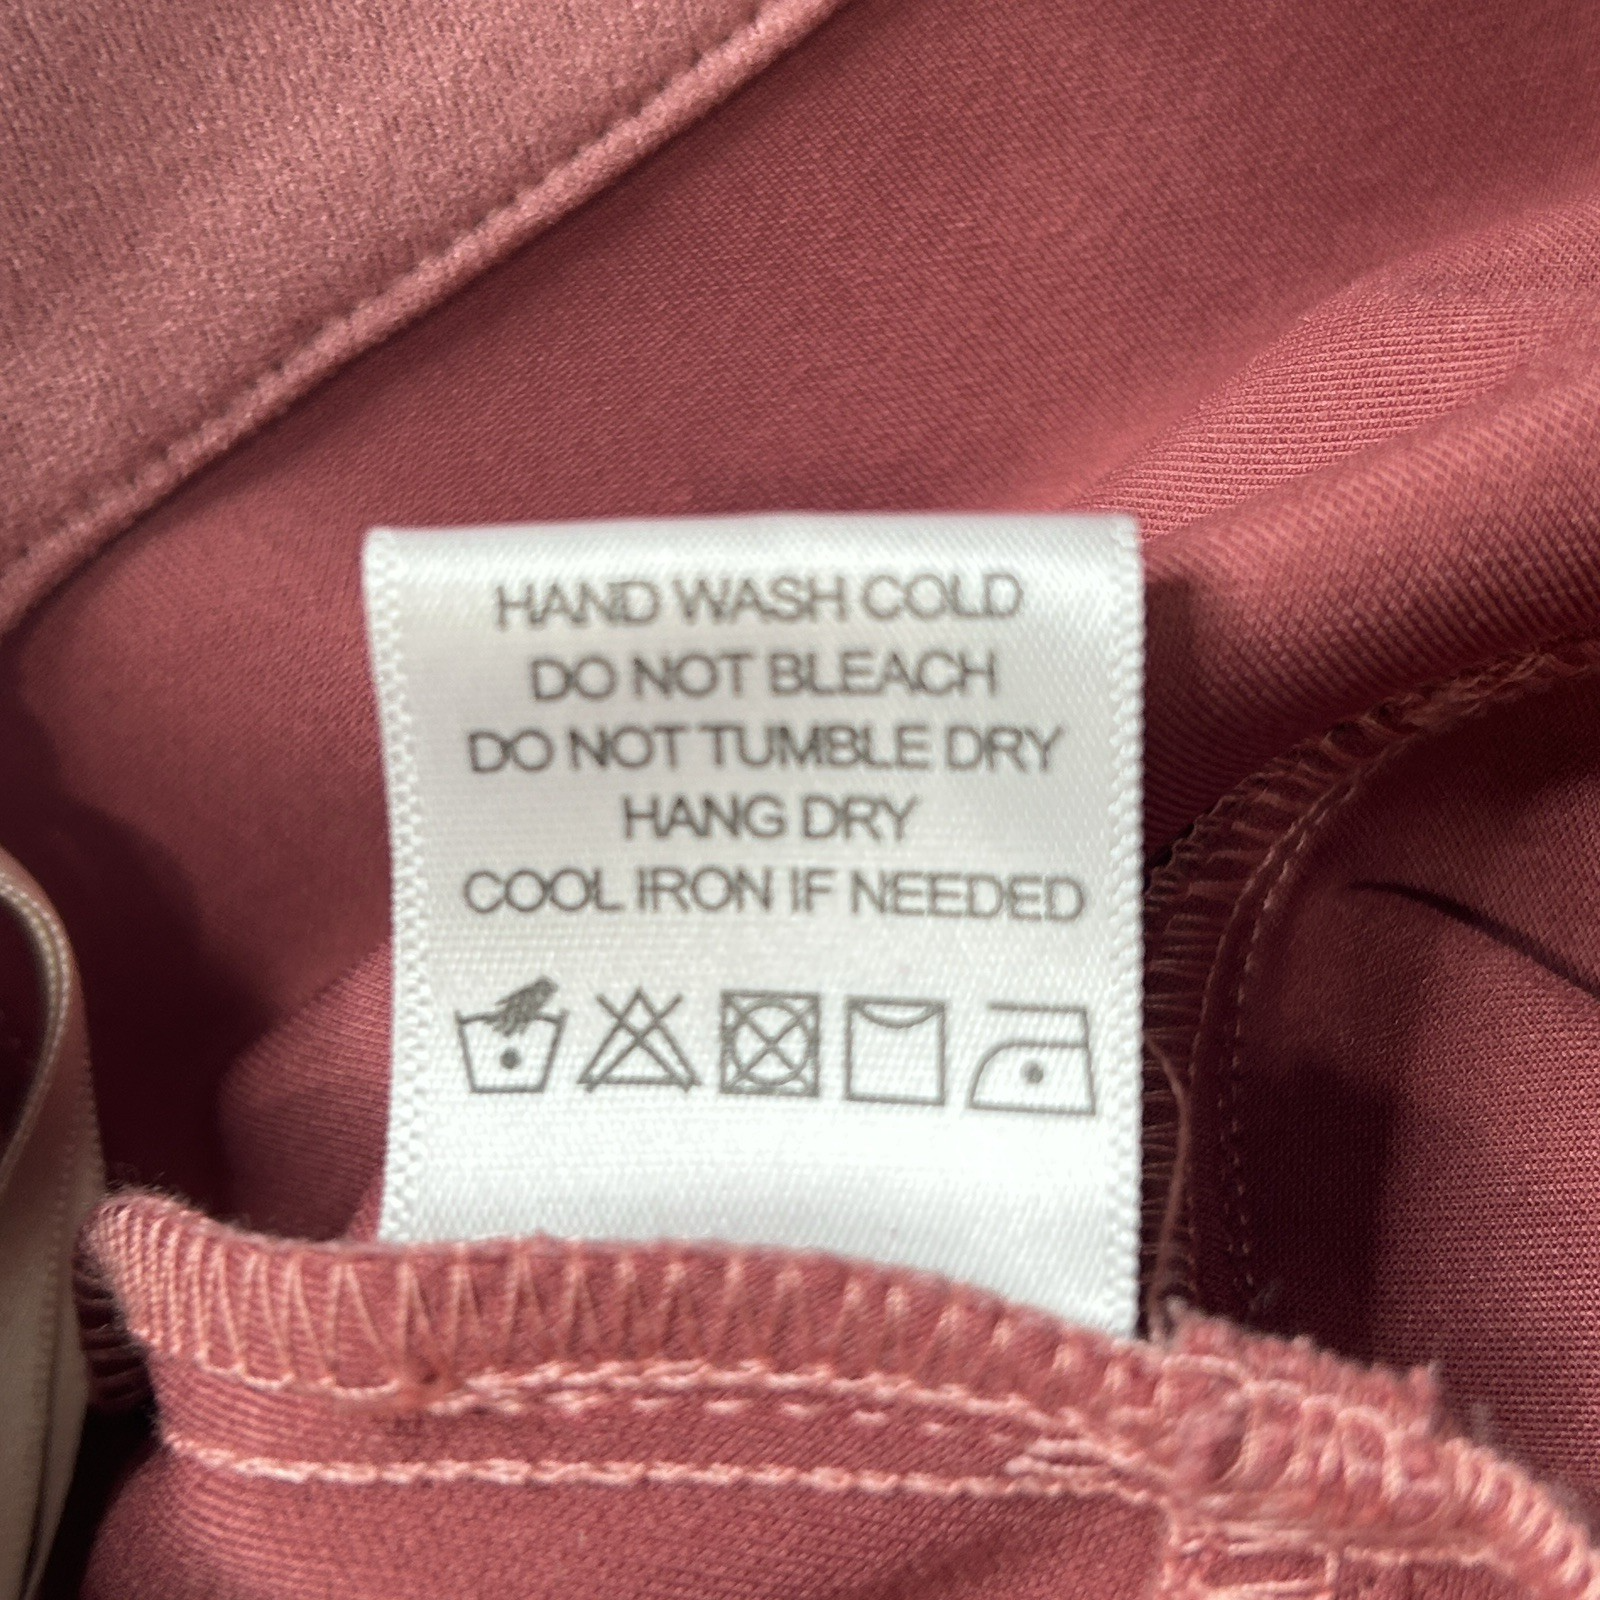 HAND WASH COLD
DO NOT BLEACH
DO NOT TUMBLE DRY
HANG DRY
COOL IRON IF NEEDED